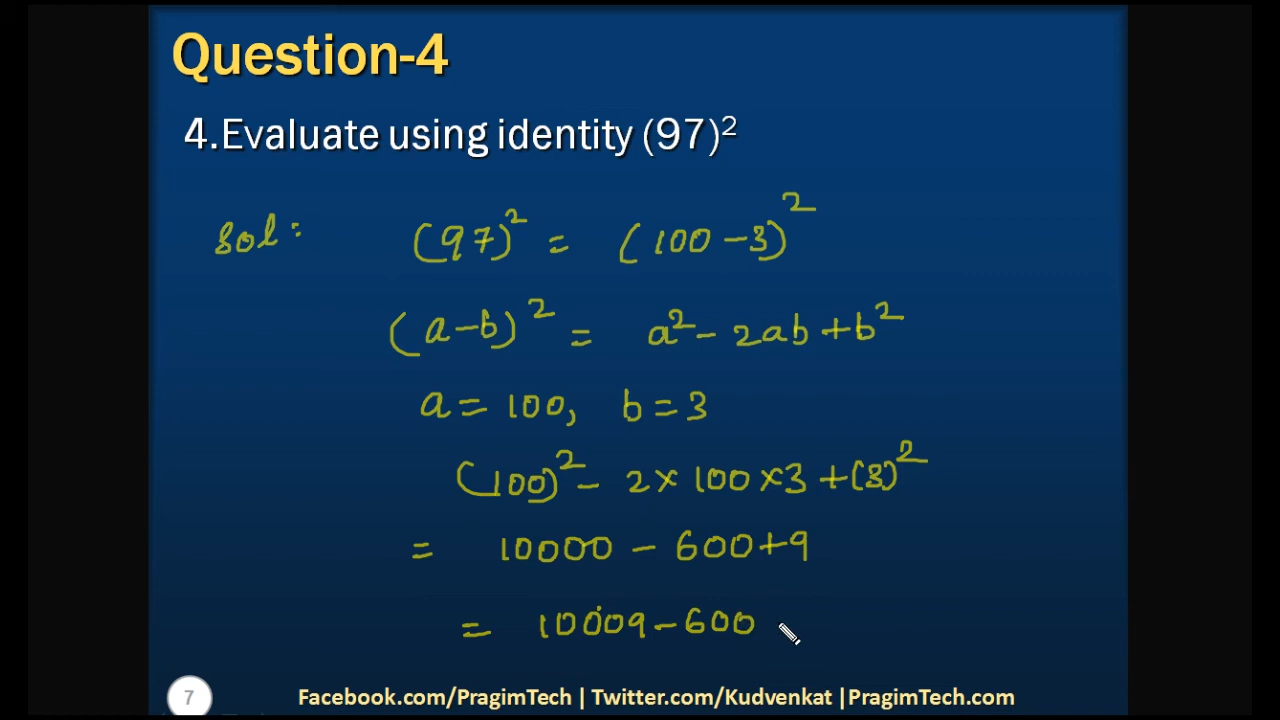 Question-4
4.Evaluate using identity (97)²
Sol: (97)² = (100-3)²
(a-b)² = a² - 2ab + b²
a = 100, b = 3
(100)² - 2 × 100 × 3 + (3)²
= 10000 - 600 + 9
= 10009 - 600
7
Facebook.com/PragimTech | Twitter.com/Kudvenkat |PragimTech.com